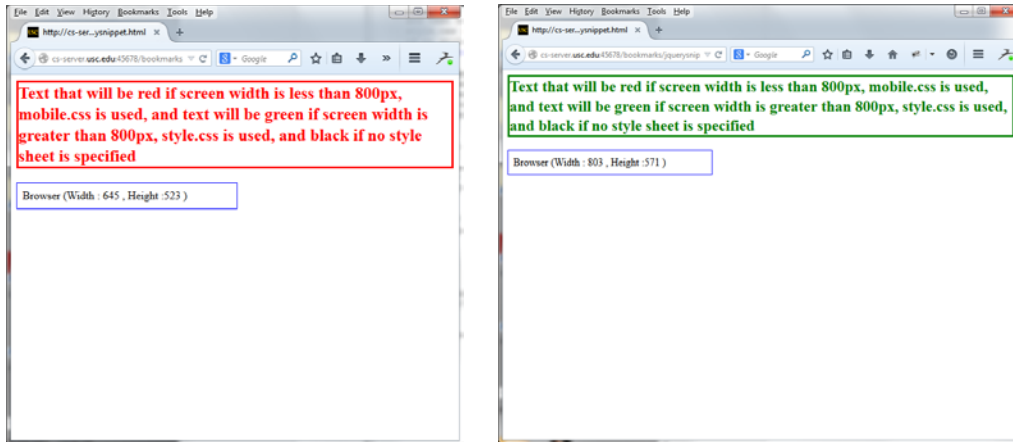 File Edit View History Bookmarks Tools Help
http://cs-ser...ysnippet.html × +
cs-server.usc.edu:45678/bookmarks Google
Text that will be red if screen width is less than 800px,
mobile.css is used, and text will be green if screen width is
greater than 800px, style.css is used, and black if no style
sheet is specified
Browser (Width : 645 , Height :523 )
File Edit View History Bookmarks Tools Help
http://cs-ser...ysnippet.html × +
cs-server.usc.edu:45678/bookmarks/jquerysnip Google
Text that will be red if screen width is less than 800px, mobile.css is used,
and text will be green if screen width is greater than 800px, style.css is used,
and black if no style sheet is specified
Browser (Width : 803 , Height :571 )